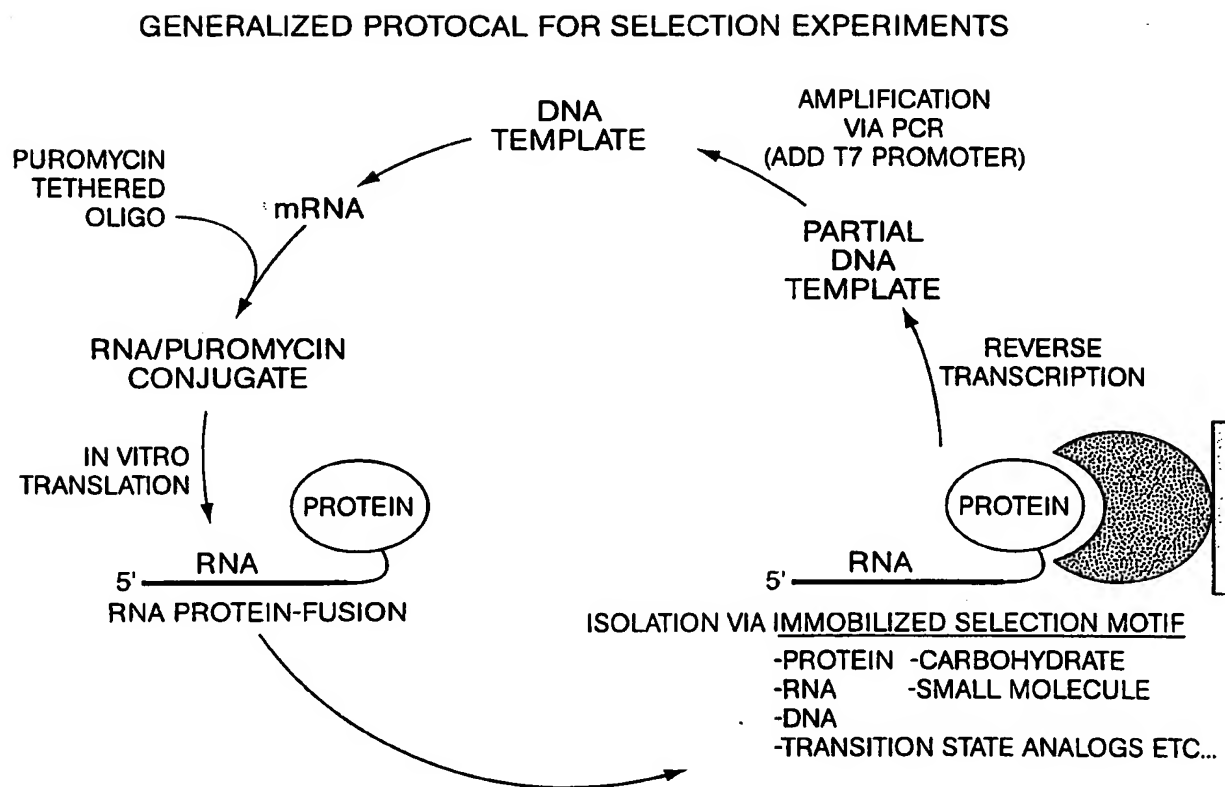 GENERALIZED PROTOCAL FOR SELECTION EXPERIMENTS
DNA
TEMPLATE
AMPLIFICATION
VIA PCR
(ADD T7 PROMOTER)
PUROMYCIN
TETHERED
OLIGO
mRNA
PARTIAL
DNA
TEMPLATE
RNA/PUROMYCIN
CONJUGATE
REVERSE
TRANSCRIPTION
IN VITRO
TRANSLATION
PROTEIN
RNA
5'
RNA PROTEIN-FUSION
PROTEIN
RNA
5'
ISOLATION VIA IMMOBILIZED SELECTION MOTIF
-PROTEIN -CARBOHYDRATE
-RNA -SMALL MOLECULE
-DNA
-TRANSITION STATE ANALOGS ETC...